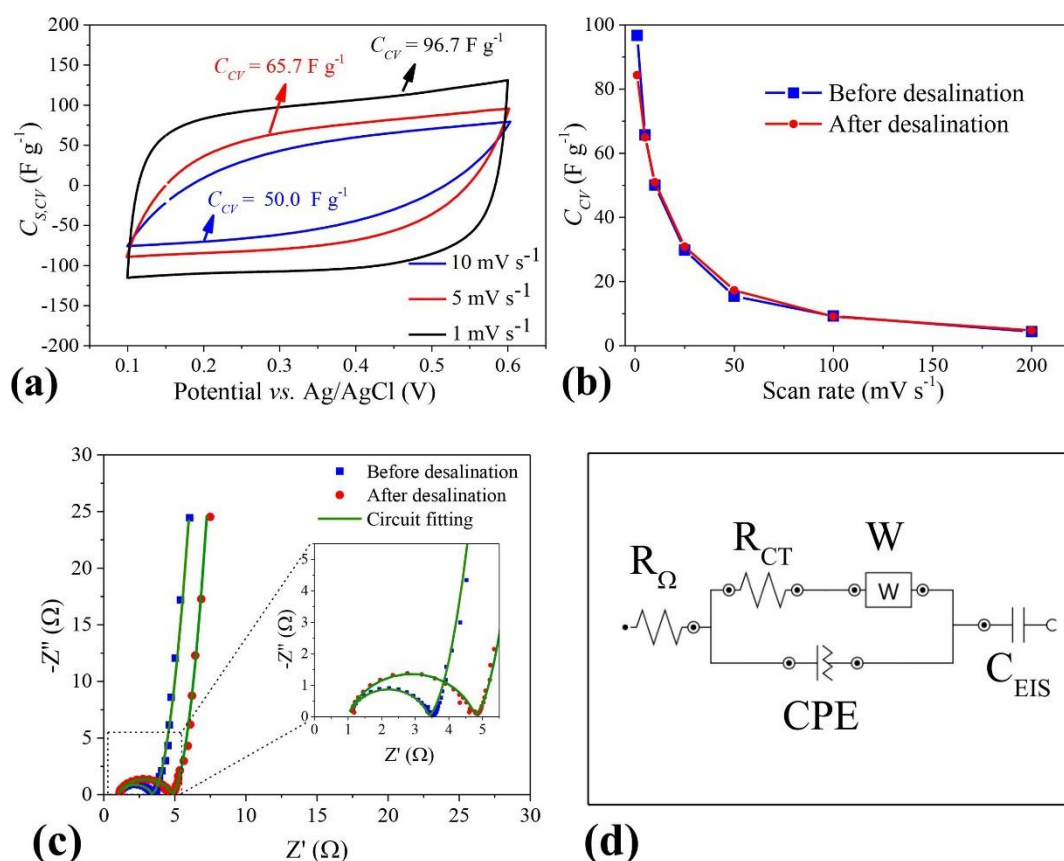 200
150
100
50
0
-50
-100
-150
-200
C_S,CV (F g⁻¹)
C_CV = 96.7 F g⁻¹
C_CV = 65.7 F g⁻¹
C_CV = 50.0 F g⁻¹
10 mV s⁻¹
5 mV s⁻¹
1 mV s⁻¹
0.1 0.2 0.3 0.4 0.5 0.6
Potential vs. Ag/AgCl (V)
(a)
100
80
60
40
20
0
C_CV (F g⁻¹)
Before desalination
After desalination
0 50 100 150 200
Scan rate (mV s⁻¹)
(b)
30
25
20
15
10
5
0
-Z" (Ω)
Before desalination
After desalination
Circuit fitting
5
4
3
2
1
0
-Z" (Ω)
0 1 2 3 4 5
Z' (Ω)
0 5 10 15 20 25 30
Z' (Ω)
(c)
R_Ω
R_CT
W
W
CPE
C_EIS
(d)